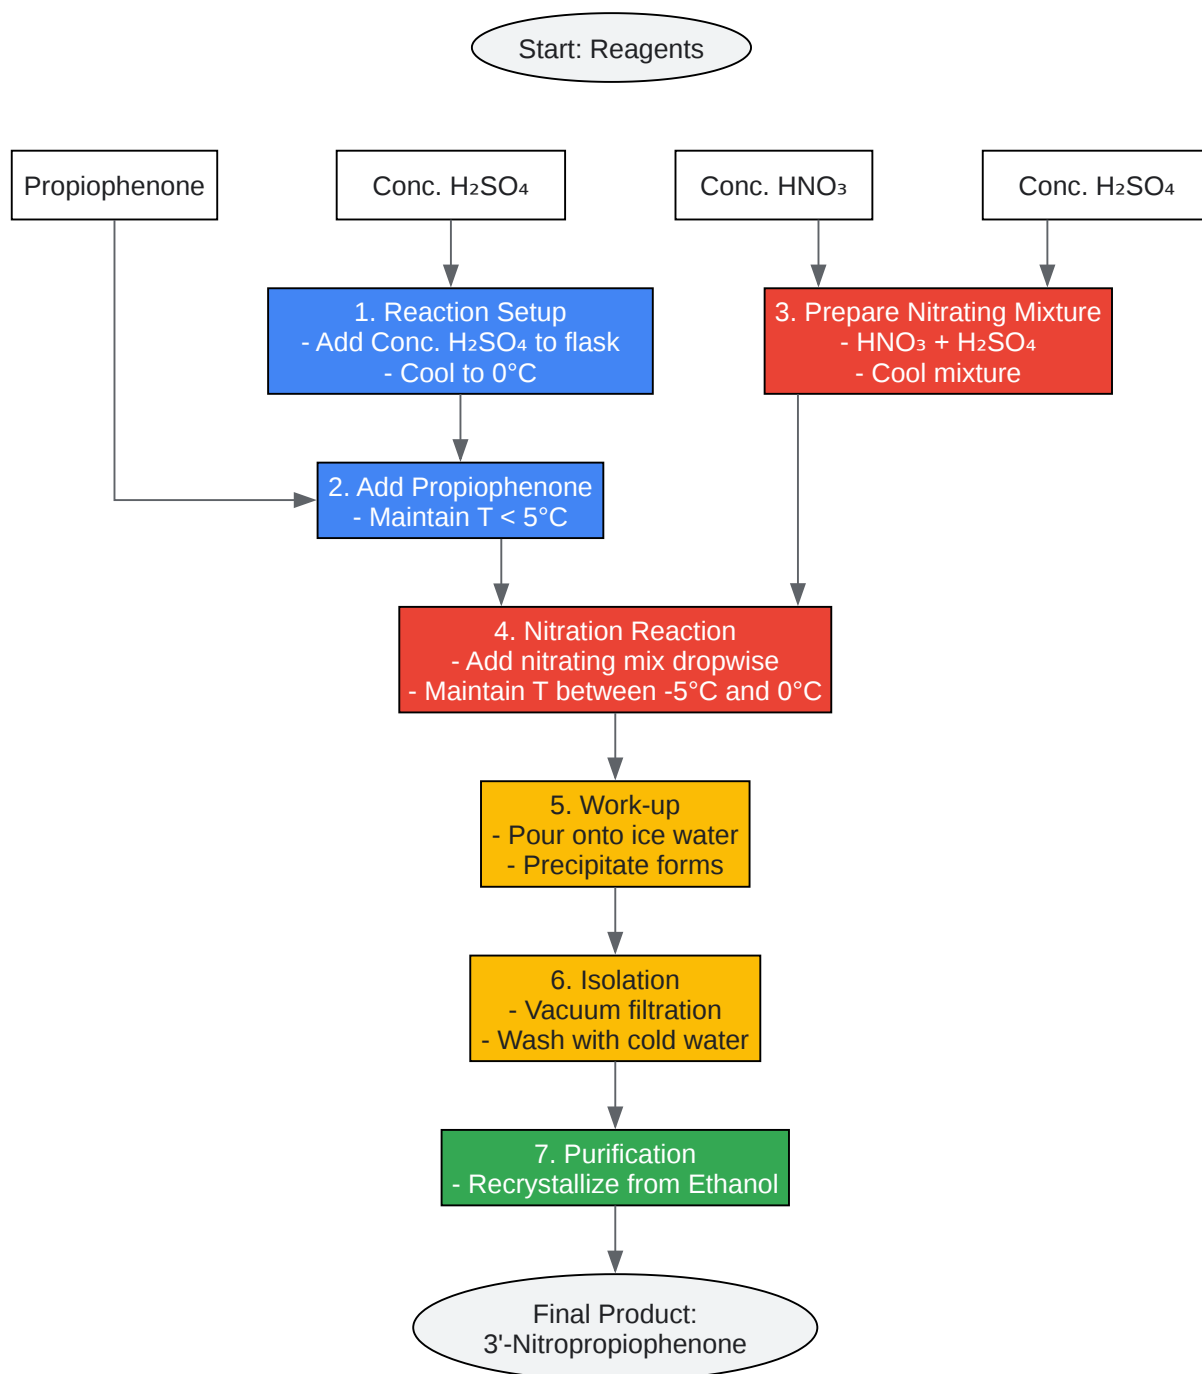 Start: Reagents
Propiophenone
Conc. H₂SO₄
Conc. HNO₃
Conc. H₂SO₄
1. Reaction Setup
- Add Conc. H₂SO₄ to flask
- Cool to 0°C
3. Prepare Nitrating Mixture
- HNO₃ + H₂SO₄
- Cool mixture
2. Add Propiophenone
- Maintain T < 5°C
4. Nitration Reaction
- Add nitrating mix dropwise
- Maintain T between -5°C and 0°C
5. Work-up
- Pour onto ice water
- Precipitate forms
6. Isolation
- Vacuum filtration
- Wash with cold water
7. Purification
- Recrystallize from Ethanol
Final Product:
3'-Nitropropiophenone